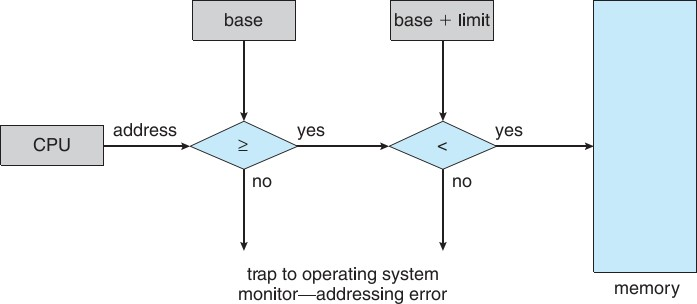 base
base + limit
CPU
address
≥
yes
<
yes
no
no
trap to operating system
monitor—addressing error
memory